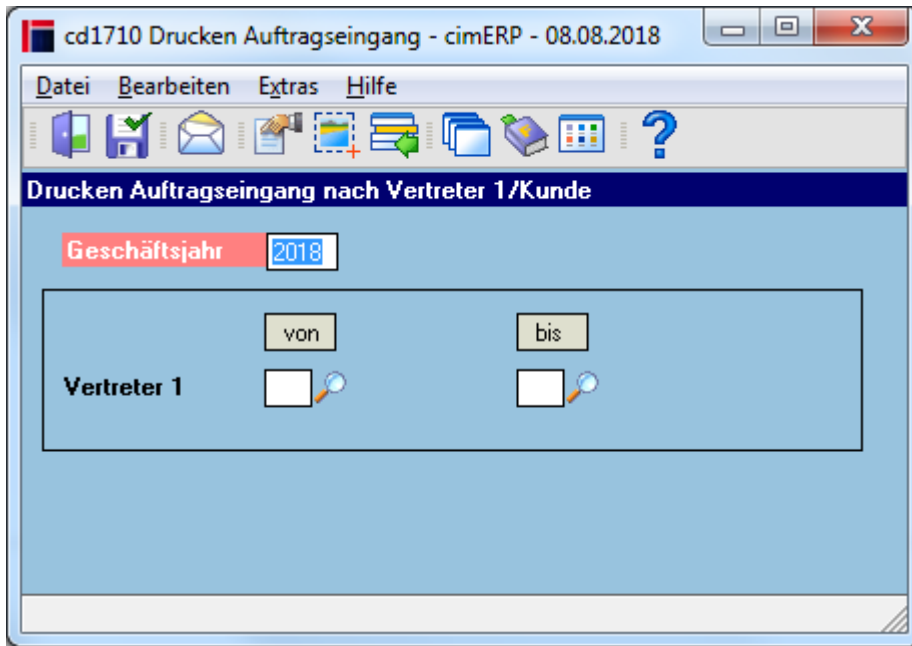 cd1710 Drucken Auftragseingang - cimERP - 08.08.2018
Datei Bearbeiten Extras Hilfe
Drucken Auftragseingang nach Vertreter 1/Kunde
Geschäftsjahr 2018
von bis
Vertreter 1